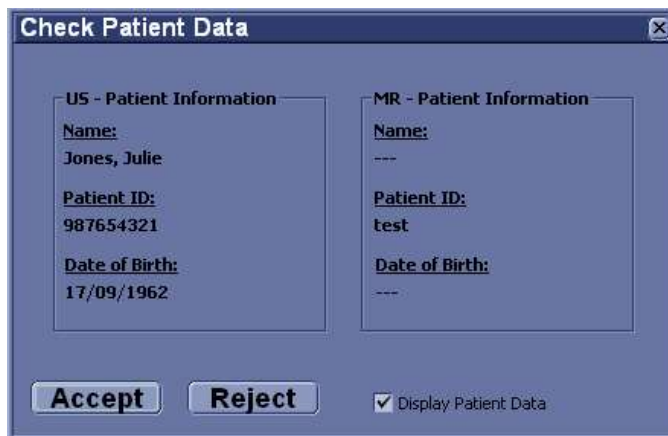 Check Patient Data
US - Patient Information
Name:
Jones, Julie
Patient ID:
987654321
Date of Birth:
17/09/1962
MR - Patient Information
Name:
---
Patient ID:
test
Date of Birth:
---
Accept
Reject
Display Patient Data